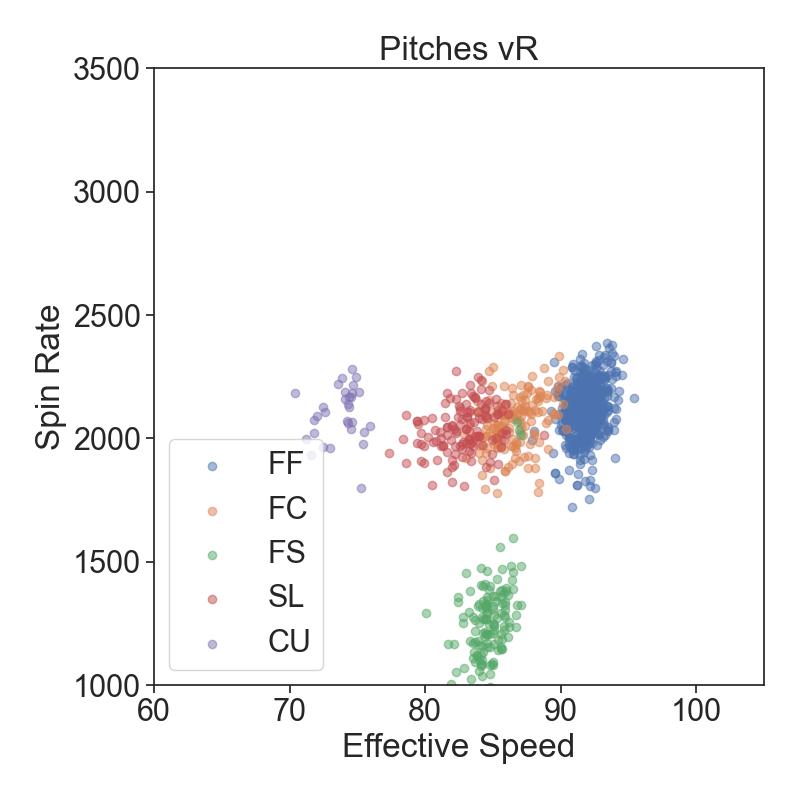 Pitches vR
3500
3000
2500
2000
1500
1000
Spin Rate
FF
FC
FS
SL
CU
60 70 80 90 100
Effective Speed